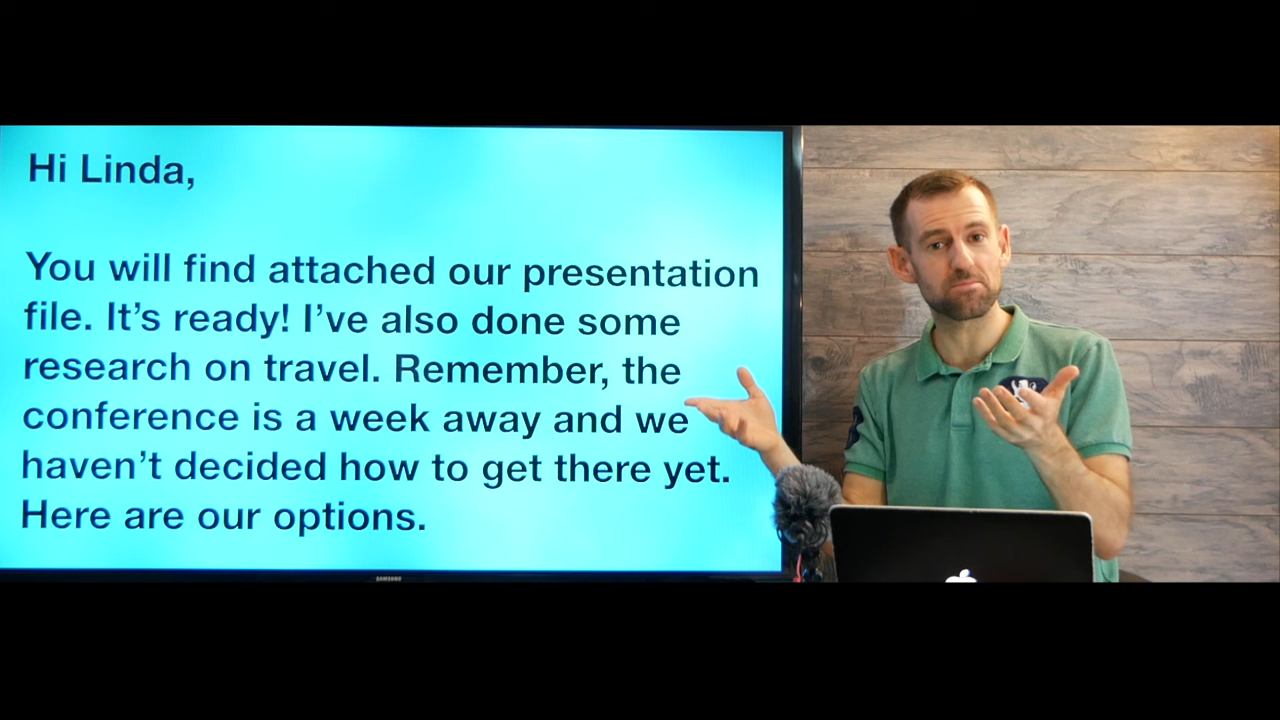 Hi Linda,
You will find attached our presentation
file. It's ready! I've also done some
research on travel. Remember, the
conference is a week away and we
haven't decided how to get there yet.
Here are our options.
SAMSUNG